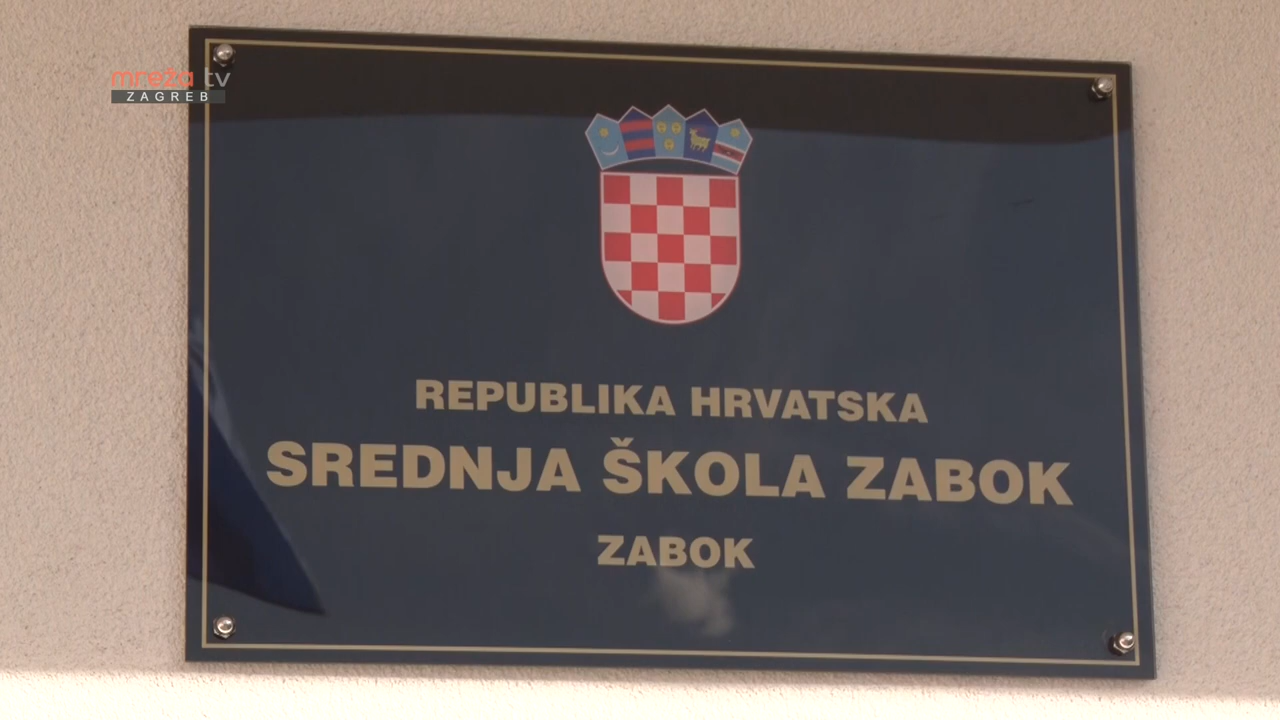 mreža tv
ZAGREB
REPUBLIKA HRVATSKA
SREDNJA ŠKOLA ZABOK
ZABOK